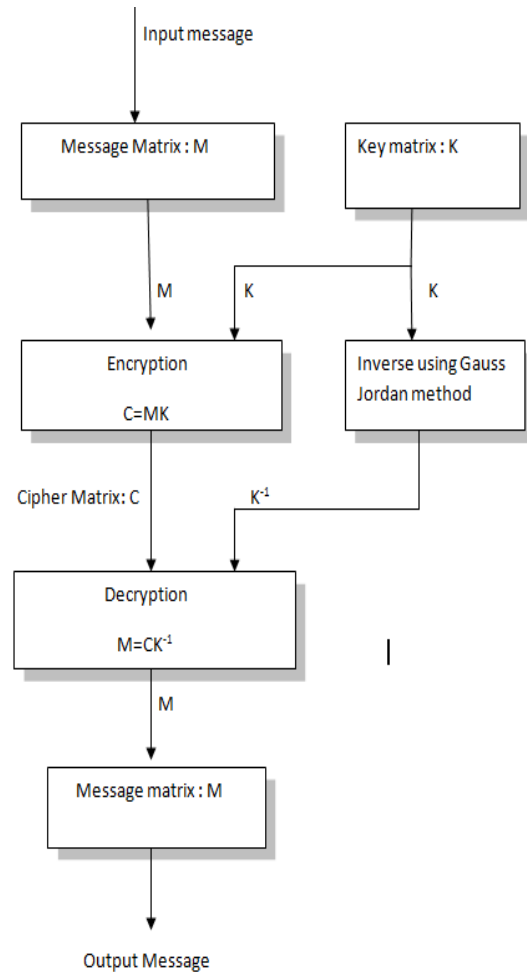 Input message
Message Matrix : M
Key matrix : K
M
K
K
Encryption
C=MK
Inverse using Gauss
Jordan method
Cipher Matrix: C
K⁻¹
Decryption
M=CK⁻¹
M
Message matrix : M
Output Message